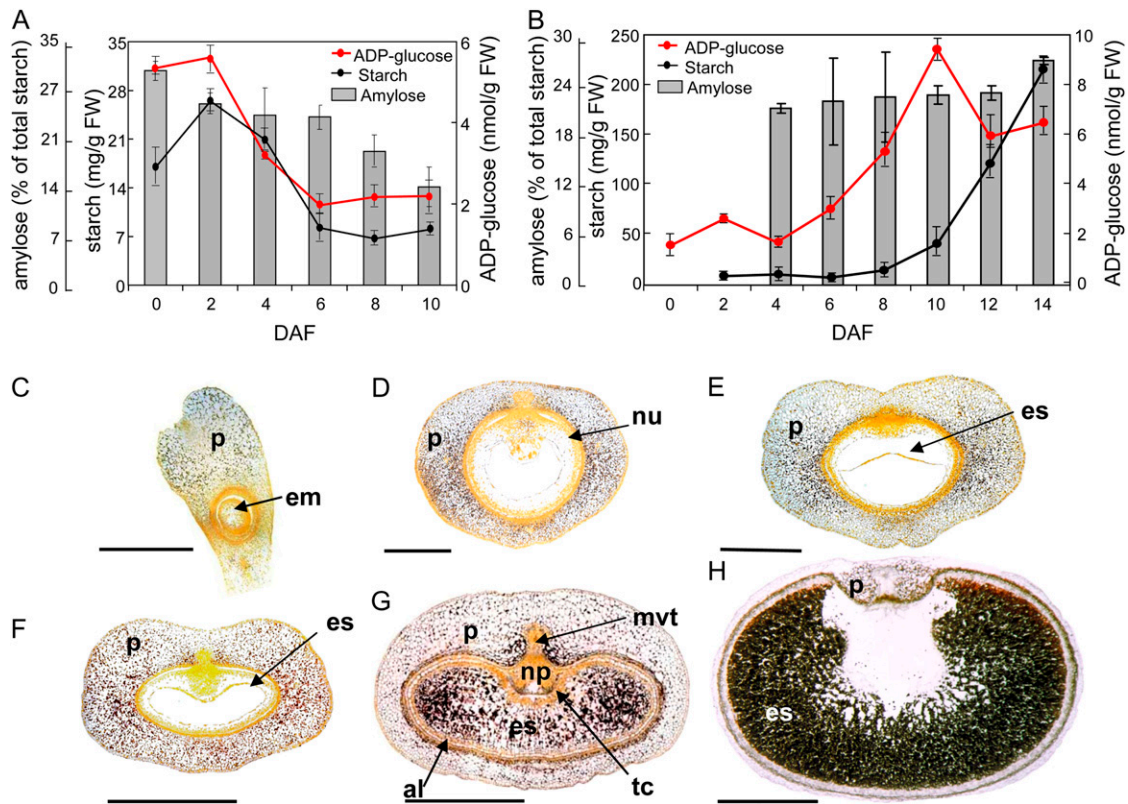 A
B
amylose (% of total starch)
35
28
21
14
7
0
starch (mg/g FW)
35
28
21
14
7
0
ADP-glucose
Starch
Amylose
6
4
2
0
ADP-glucose (nmol/g FW)
0 2 4 6 8 10
DAF
amylose (% of total starch)
30
24
18
12
6
0
starch (mg/g FW)
250
200
150
100
50
0
ADP-glucose
Starch
Amylose
10
8
6
4
2
0
ADP-glucose (nmol/g FW)
0 2 4 6 8 10 12 14
DAF
C
p
em
D
p
nu
E
p
es
F
p
es
G
p
mvt
np
es
al
tc
H
p
es